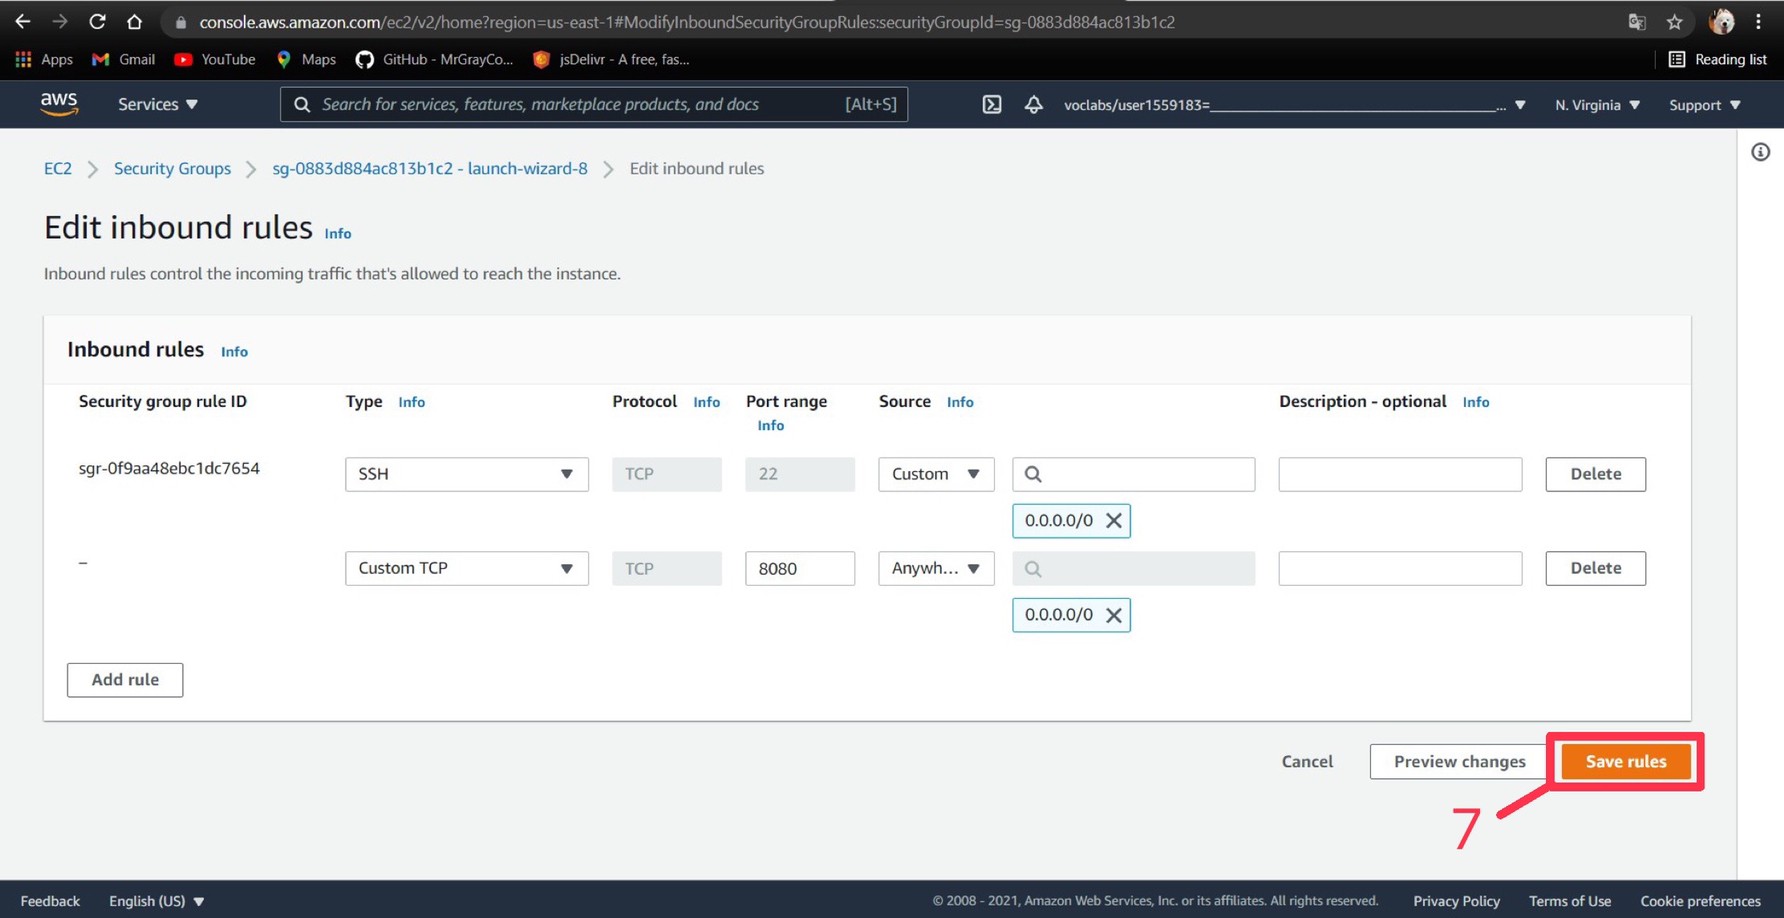 console.aws.amazon.com/ec2/v2/home?region=us-east-1#ModifyInboundSecurityGroupRules:securityGroupId=sg-0883d884ac813b1c2
Apps Gmail YouTube Maps GitHub - MrGrayCo... jsDelivr - A free, fas... Reading list
aws Services Search for services, features, marketplace products, and docs [Alt+S] voclabs/user1559183=_... N. Virginia Support
EC2 Security Groups sg-0883d884ac813b1c2 - launch-wizard-8 Edit inbound rules
Edit inbound rules Info
Inbound rules control the incoming traffic that's allowed to reach the instance.
Inbound rules Info
Security group rule ID Type Info Protocol Info Port range Source Info Description - optional Info
Info
sgr-0f9aa48ebc1dc7654 SSH TCP 22 Custom Delete
0.0.0.0/0
– Custom TCP TCP 8080 Anywh... Delete
0.0.0.0/0
Add rule
Cancel Preview changes Save rules
7
Feedback English (US) © 2008 - 2021, Amazon Web Services, Inc. or its affiliates. All rights reserved. Privacy Policy Terms of Use Cookie preferences